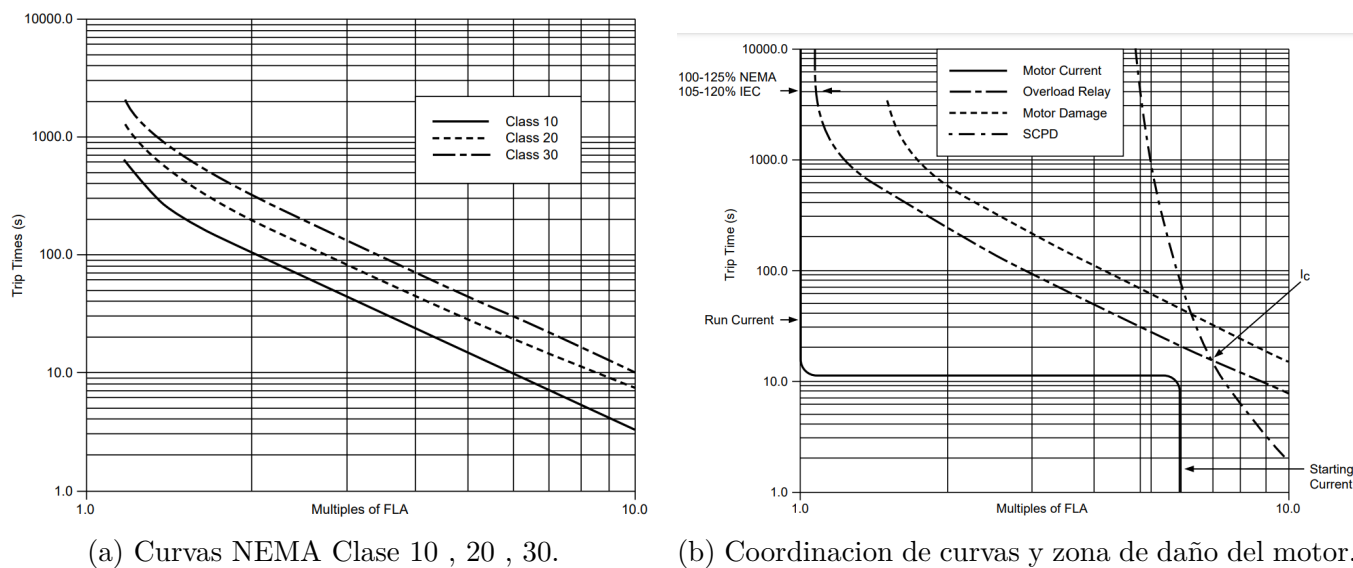 10000.0
1000.0
100.0
10.0
1.0
Trip Times (s)
Class 10
Class 20
Class 30
1.0
Multiples of FLA
10.0
(a) Curvas NEMA Clase 10 , 20 , 30.
10000.0
1000.0
100.0
10.0
1.0
Trip Time (s)
100-125% NEMA
105-120% IEC
Run Current
Motor Current
Overload Relay
Motor Damage
SCPD
Ic
Starting
Current
1.0
Multiples of FLA
10.0
(b) Coordinacion de curvas y zona de daño del motor.